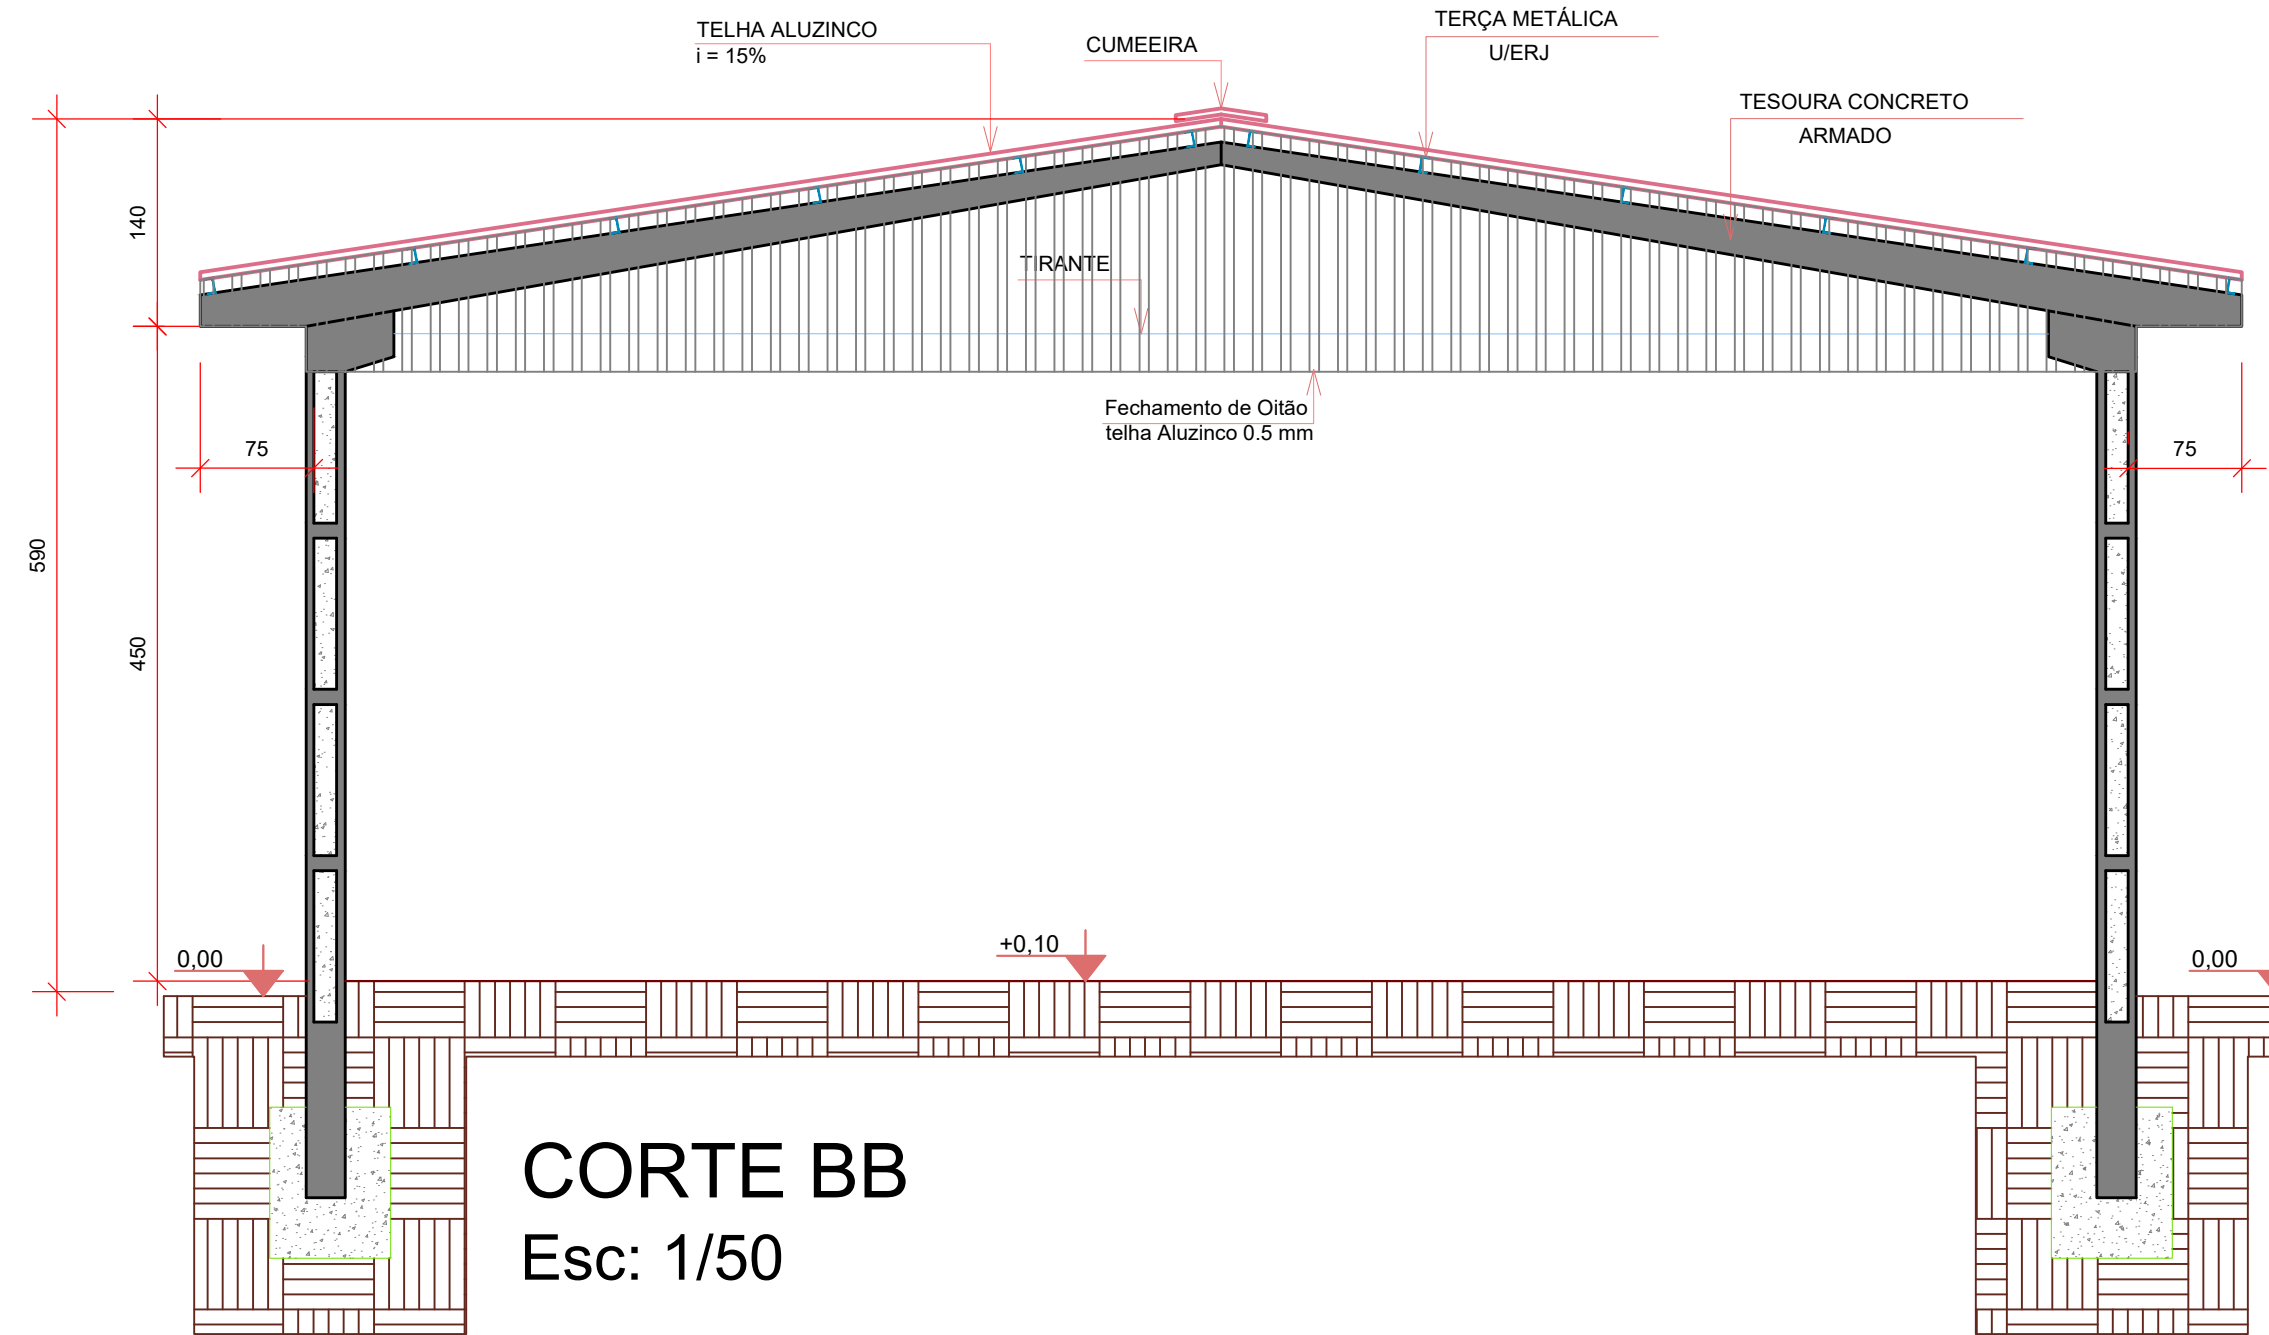 TELHA ALUZINCO
i = 15%
CUMEEIRA
TERÇA METÁLICA
U/ERJ
TESOURA CONCRETO
ARMADO
140
TIRANTE
Fechamento de Oitão
telha Aluzinco 0.5 mm
75
75
590
450
0,00
+0,10
0,00
CORTE BB
Esc: 1/50